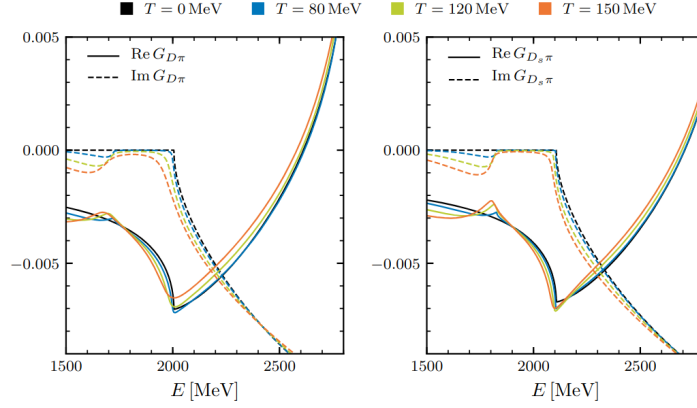 T = 0 MeV T = 80 MeV T = 120 MeV T = 150 MeV
0.005
0.000
−0.005
Re G_{Dπ}
Im G_{Dπ}
1500 2000 2500
E [MeV]
0.005
0.000
−0.005
Re G_{D_sπ}
Im G_{D_sπ}
1500 2000 2500
E [MeV]